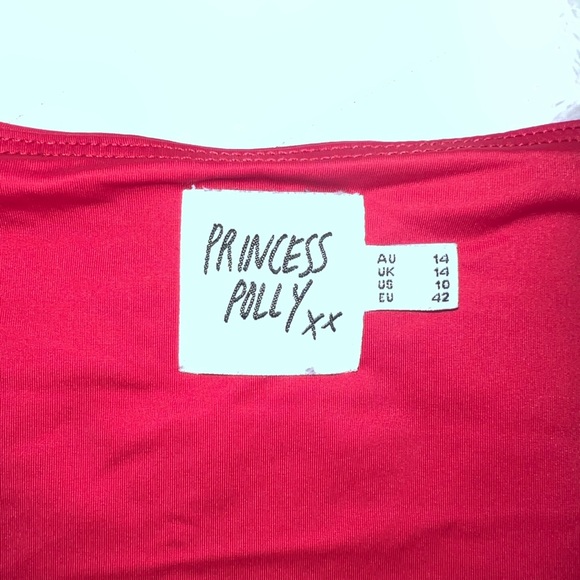 PRINCESS
POLLY xx
AU 14
UK 14
US 10
EU 42